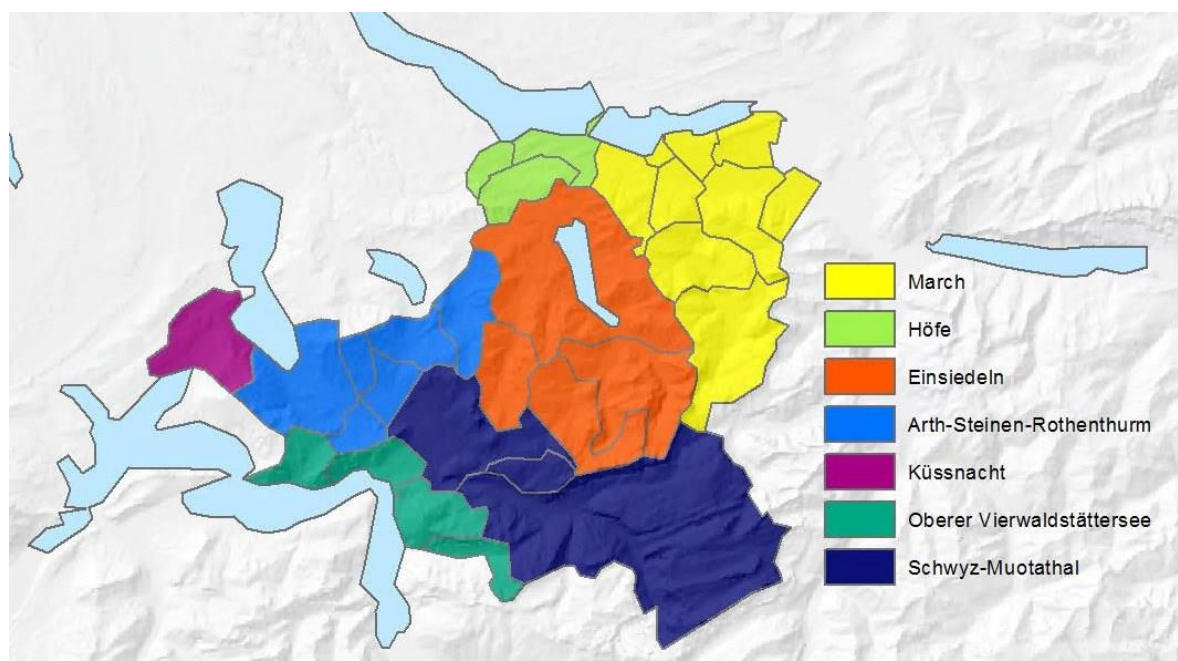 March
Höfe
Einsiedeln
Arth-Steinen-Rothenthurm
Küssnacht
Oberer Vierwaldstättersee
Schwyz-Muotathal